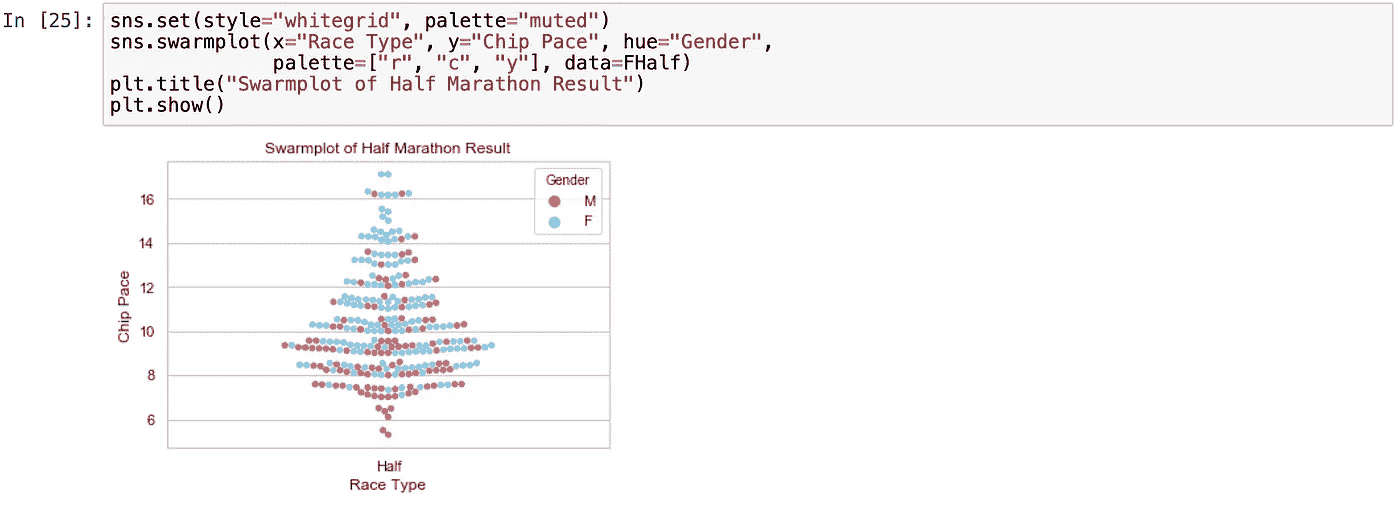 In [25]: sns.set(style="whitegrid", palette="muted")
sns.swarmplot(x="Race Type", y="Chip Pace", hue="Gender",
palette=["r", "c", "y"], data=FHalf)
plt.title("Swarmplot of Half Marathon Result")
plt.show()
Swarmplot of Half Marathon Result
Gender
M
F
16
14
12
10
8
6
Chip Pace
Half
Race Type